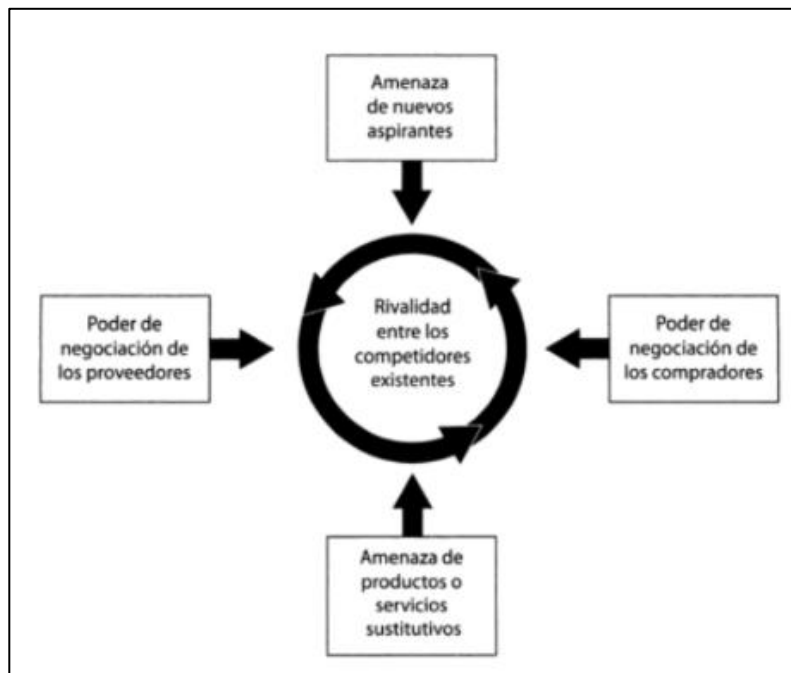 Amenaza
de nuevos
aspirantes
Poder de
negociación de
los proveedores
Rivalidad
entre los
competidores
existentes
Poder de
negociación de
los compradores
Amenaza de
productos o
servicios
sustitutivos